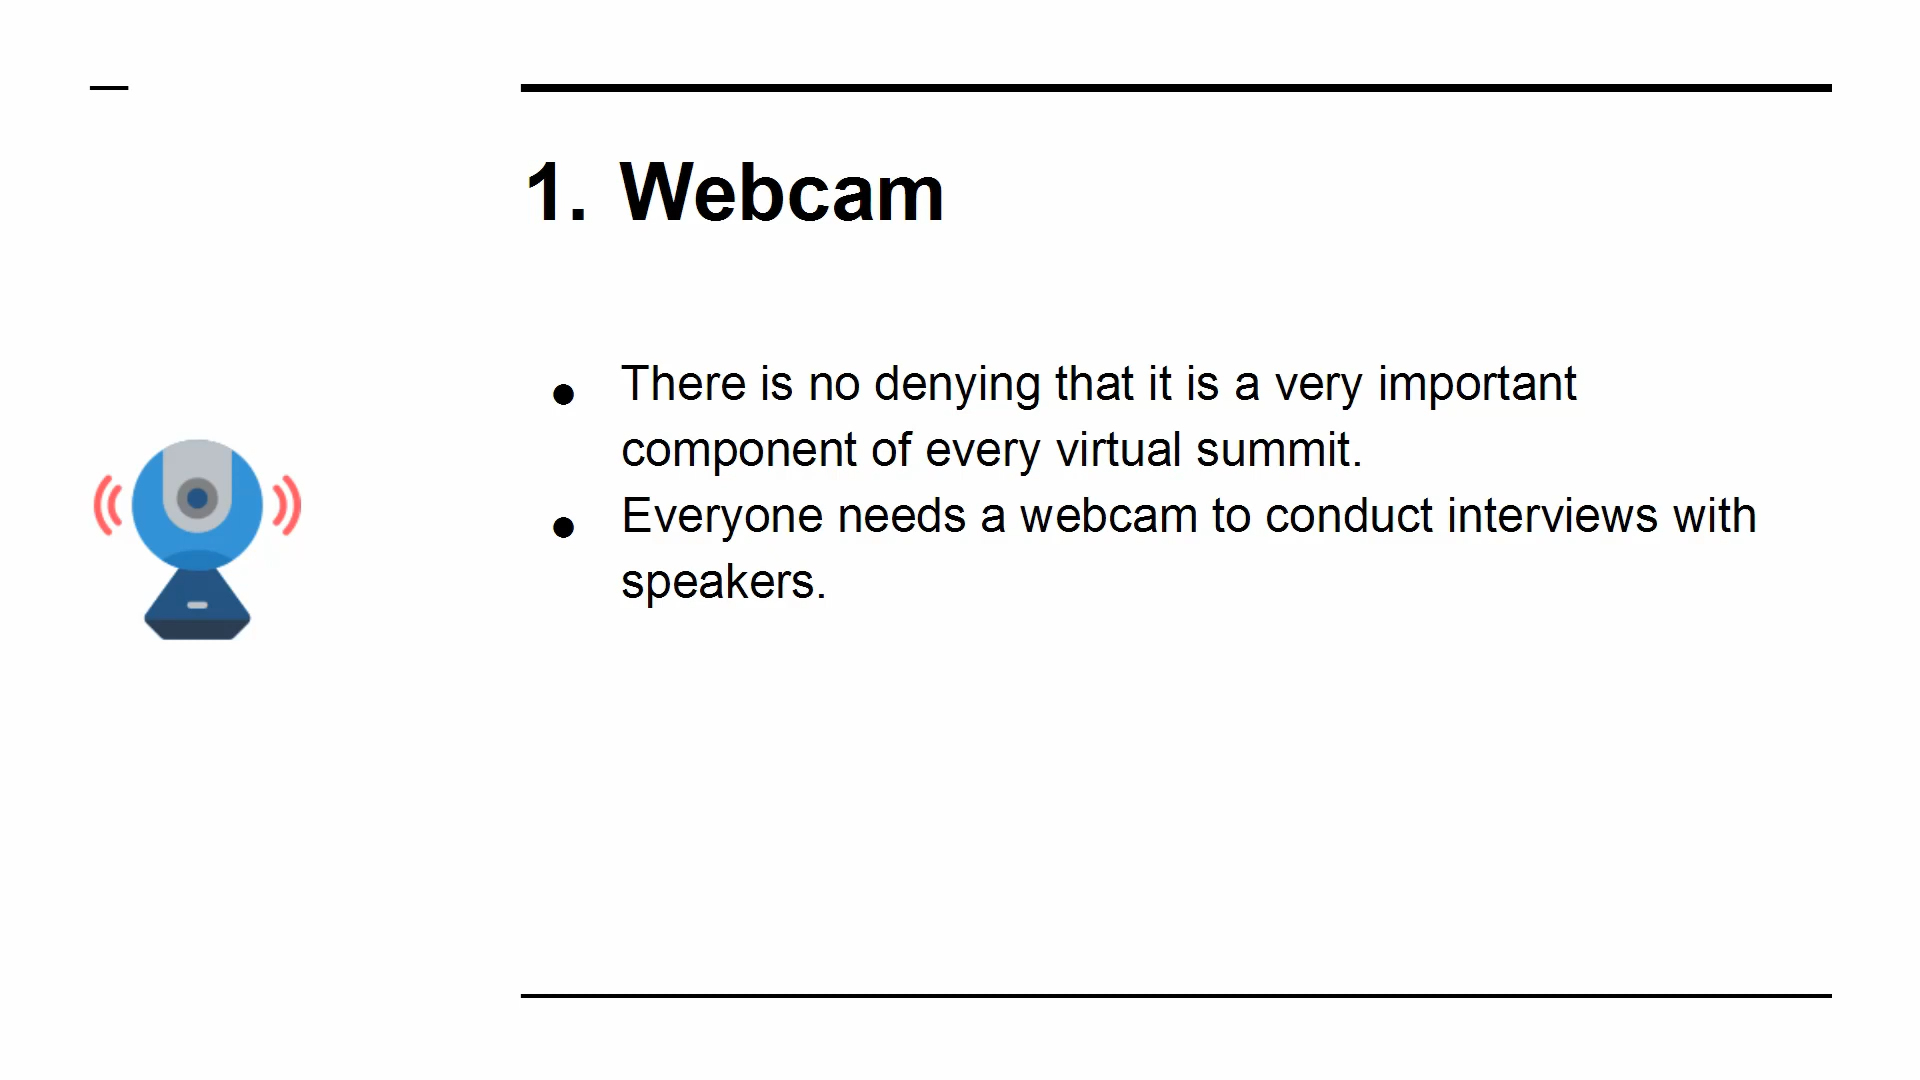 1. Webcam
● There is no denying that it is a very important
component of every virtual summit.
● Everyone needs a webcam to conduct interviews with
speakers.